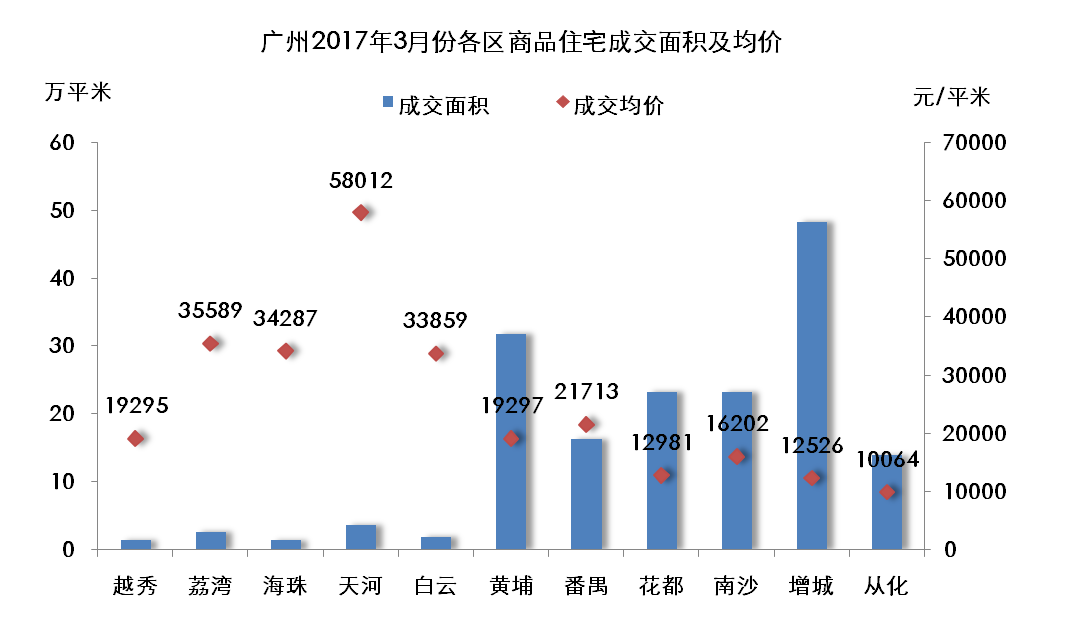 广州2017年3月份各区商品住宅成交面积及均价
万平米
元/平米
成交面积
成交均价
60
50
40
30
20
10
0
70000
60000
50000
40000
30000
20000
10000
0
19295
35589
34287
58012
33859
19297
21713
12981
16202
12526
10064
越秀
荔湾
海珠
天河
白云
黄埔
番禺
花都
南沙
增城
从化